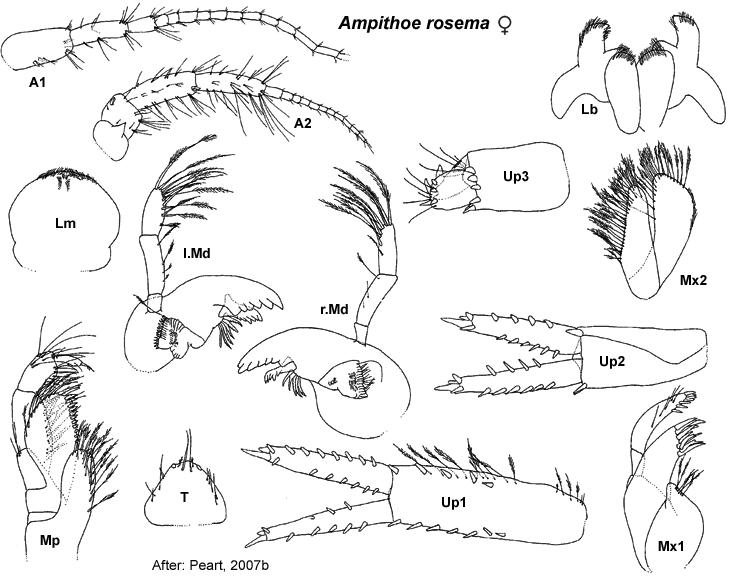 Ampithoe rosema ♀
A1
A2
Lb
Up3
Lm
l.Md
Mx2
r.Md
Up2
T
Up1
Mp
Mx1
After: Peart, 2007b